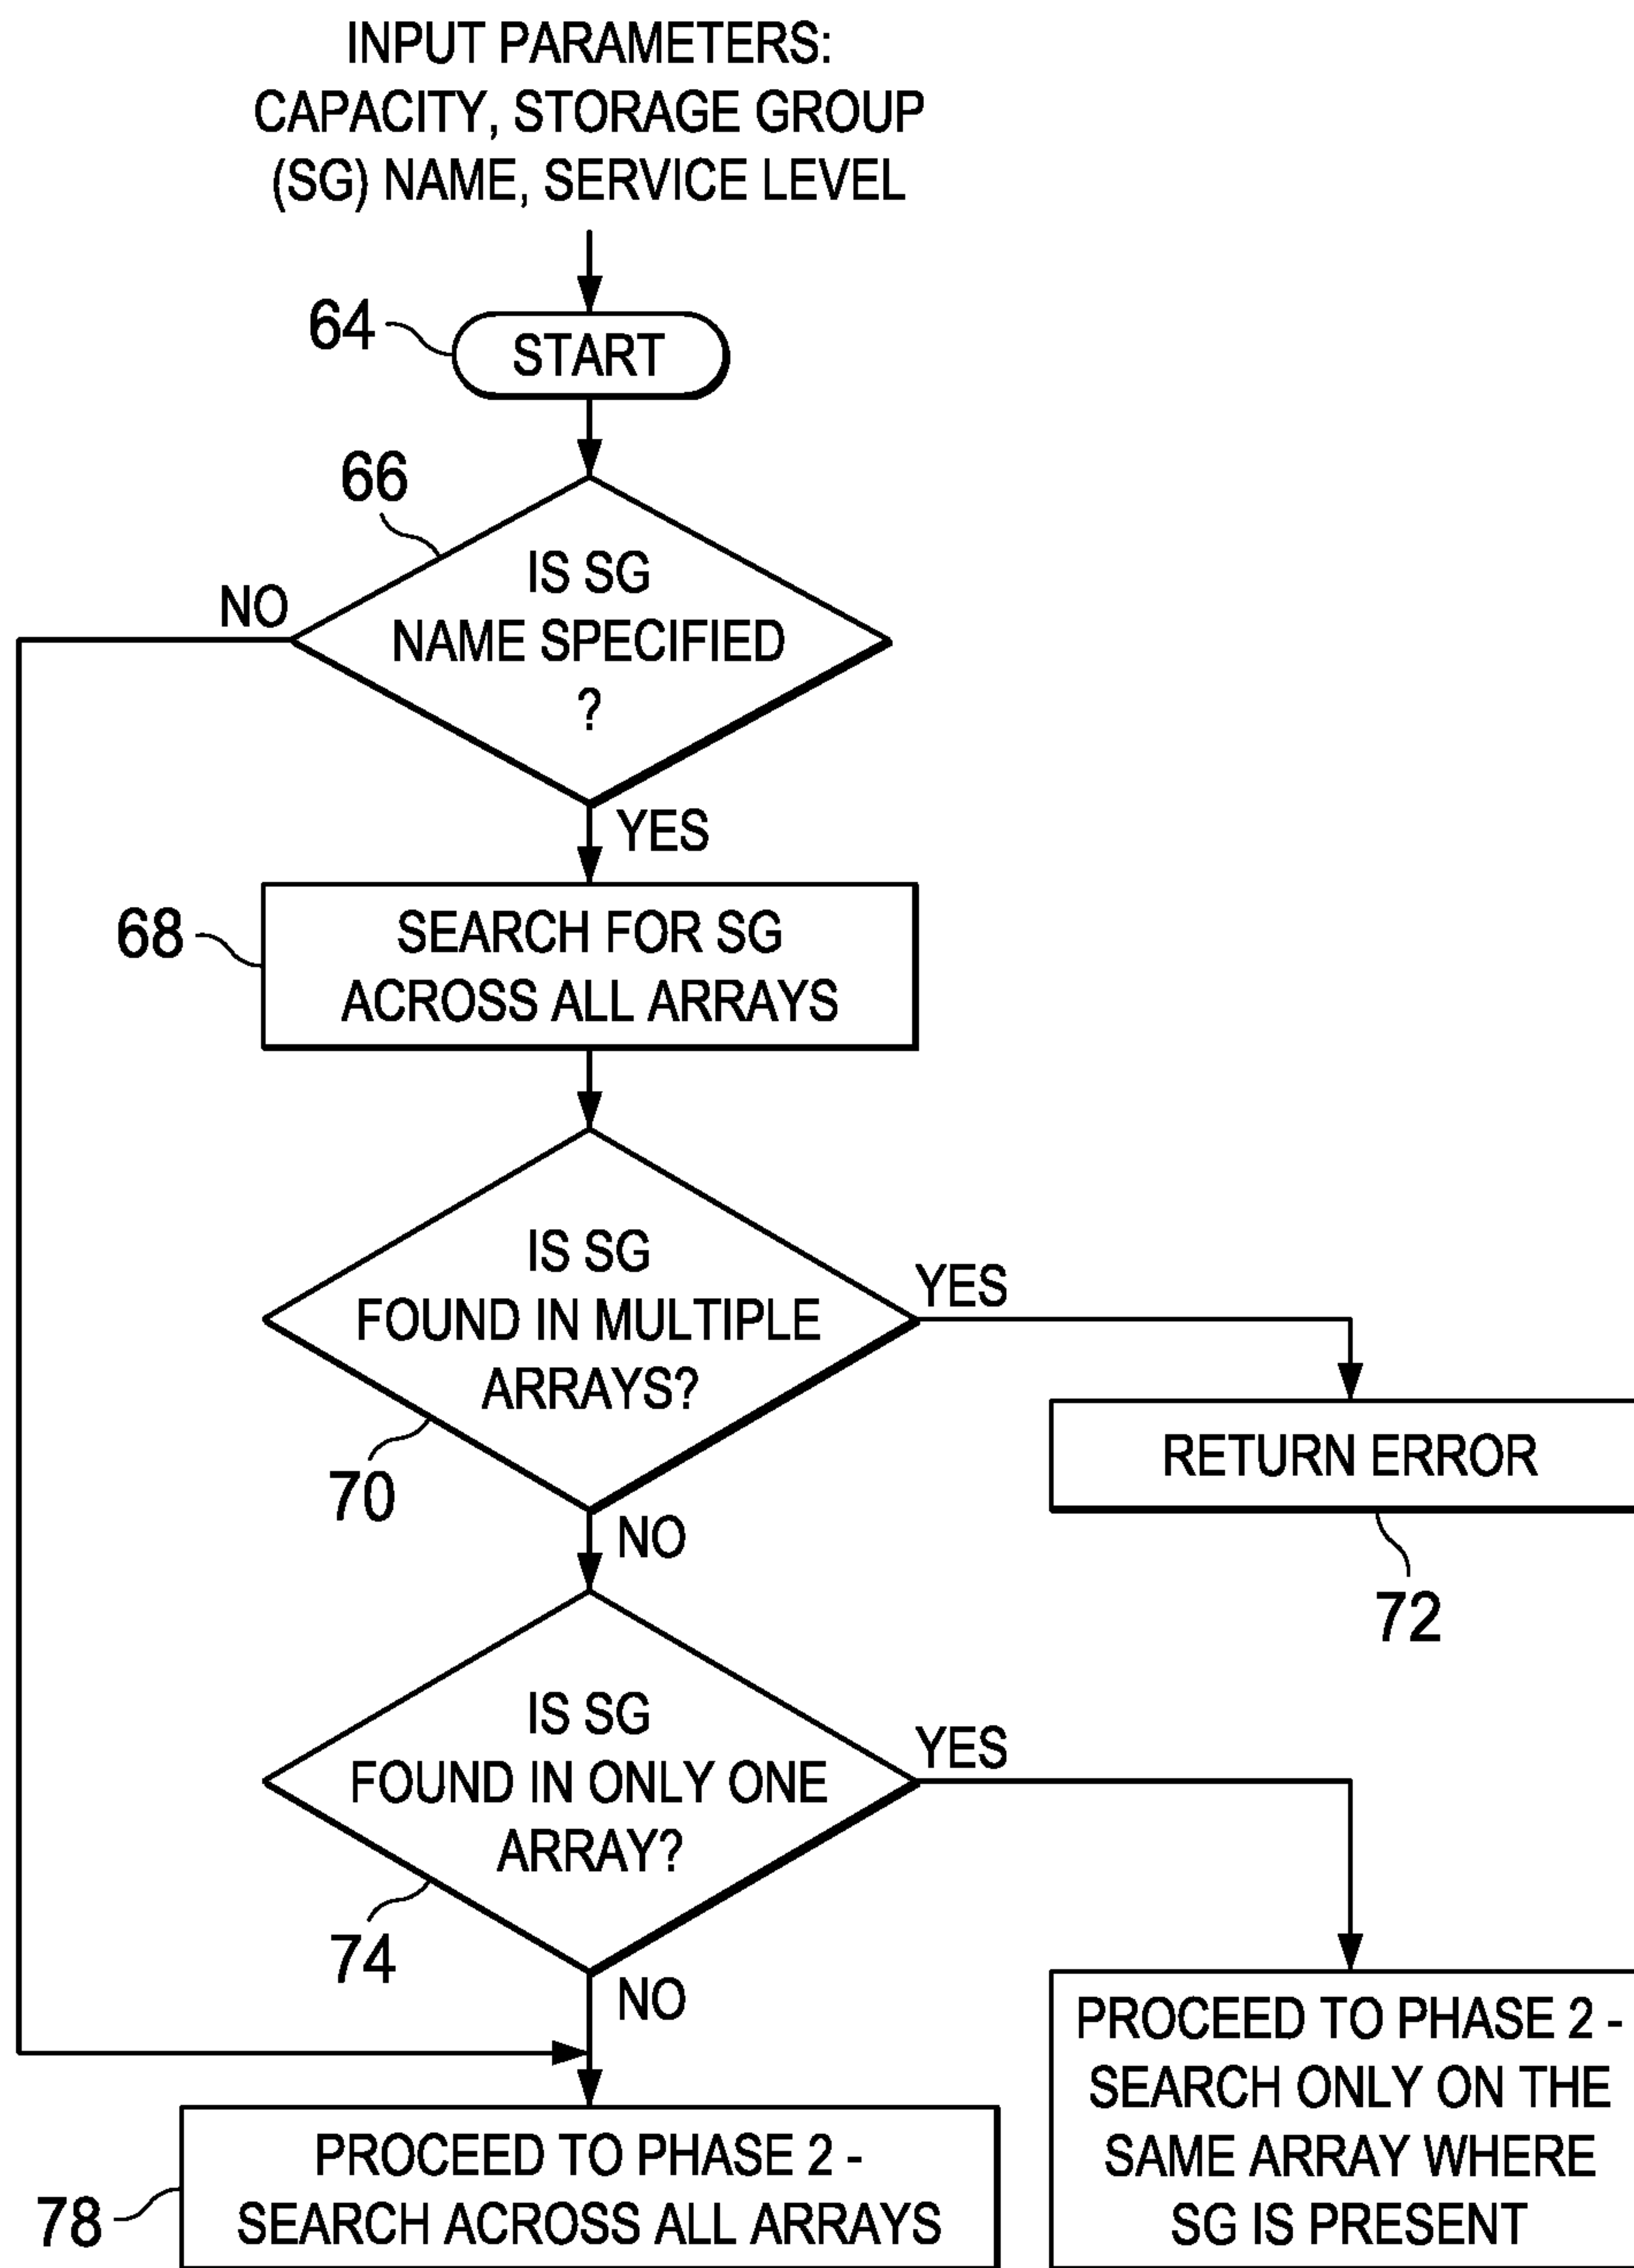 INPUT PARAMETERS:
CAPACITY, STORAGE GROUP
(SG) NAME, SERVICE LEVEL
64
START
66
IS SG
NAME SPECIFIED
?
NO
YES
68
SEARCH FOR SG
ACROSS ALL ARRAYS
IS SG
FOUND IN MULTIPLE
ARRAYS?
YES
70
NO
RETURN ERROR
72
IS SG
FOUND IN ONLY ONE
ARRAY?
YES
74
NO
PROCEED TO PHASE 2 -
SEARCH ONLY ON THE
SAME ARRAY WHERE
SG IS PRESENT
78
PROCEED TO PHASE 2 -
SEARCH ACROSS ALL ARRAYS